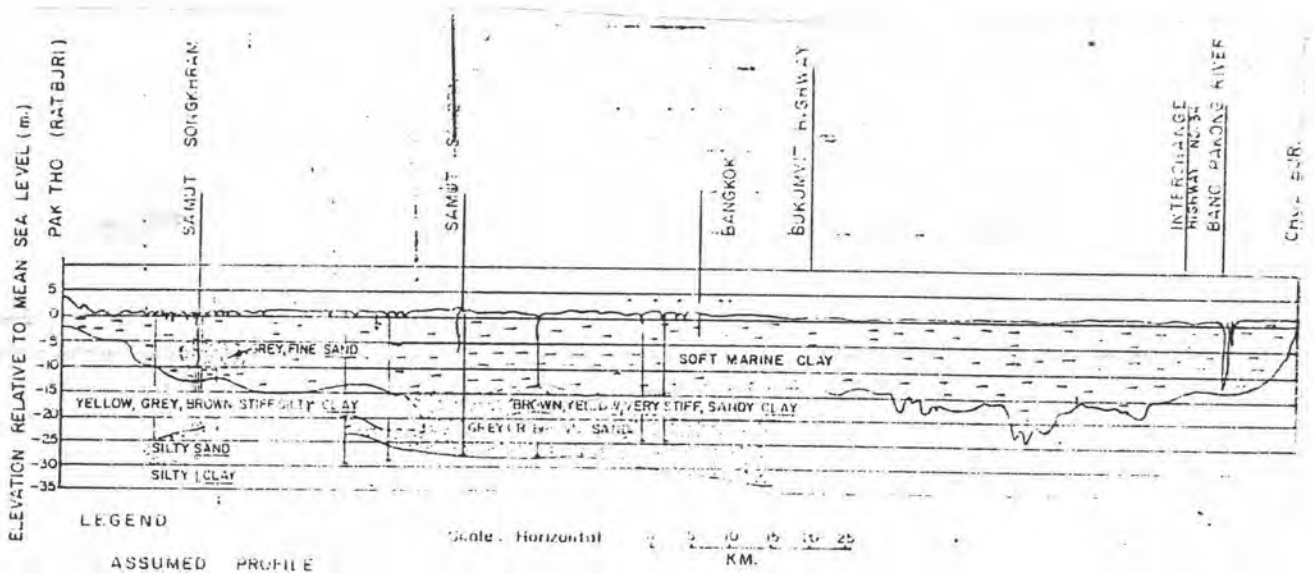 ELEVATION RELATIVE TO MEAN SEA LEVEL (m.)
PAK THO (RATBURI)
SAMUT SONGKHRAM
SAMUT
BANGKOK
HIGHWAY
INTERCHANGE
HIGHWAY NO. 34
BANG PAKONG RIVER
5
0
-5
-10
-15
-20
-25
-30
-35
GREY, FINE SAND
SOFT MARINE CLAY
YELLOW, GREY, BROWN STIFF SILTY CLAY
BROWN, YELLOW, VERY STIFF, SANDY CLAY
SAND
SILTY SAND
SILTY CLAY
LEGEND
Scale: Horizontal
5 10 15 25
KM.
ASSUMED PROFILE